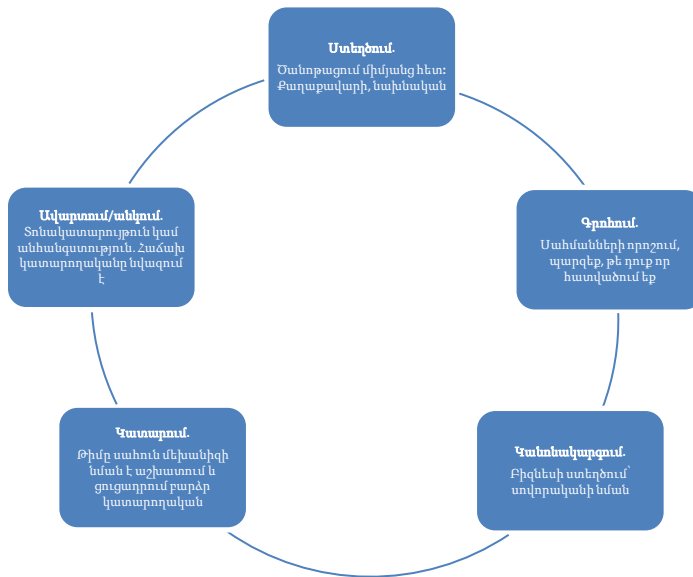 Ստեղծում.
Ծանոթացում միմյանց հետ:
Քաղաքավարի, նախնական
Գրոհում.
Սահմանների որոշում,
պարզեք, թե դուք որ
հատվածում եք
Կանոնակարգում.
Բիզնեսի ստեղծում՝
սովորականի նման
Կատարում.
Թիմը սահուն մեխանիզի
նման է աշխատում և
ցուցադրում բարձր
կատարողական
Ավարտում/անկում.
Տոնակատարույթուն կամ
անհանգստություն. Հաճախ
կատարողականը նվազում
է